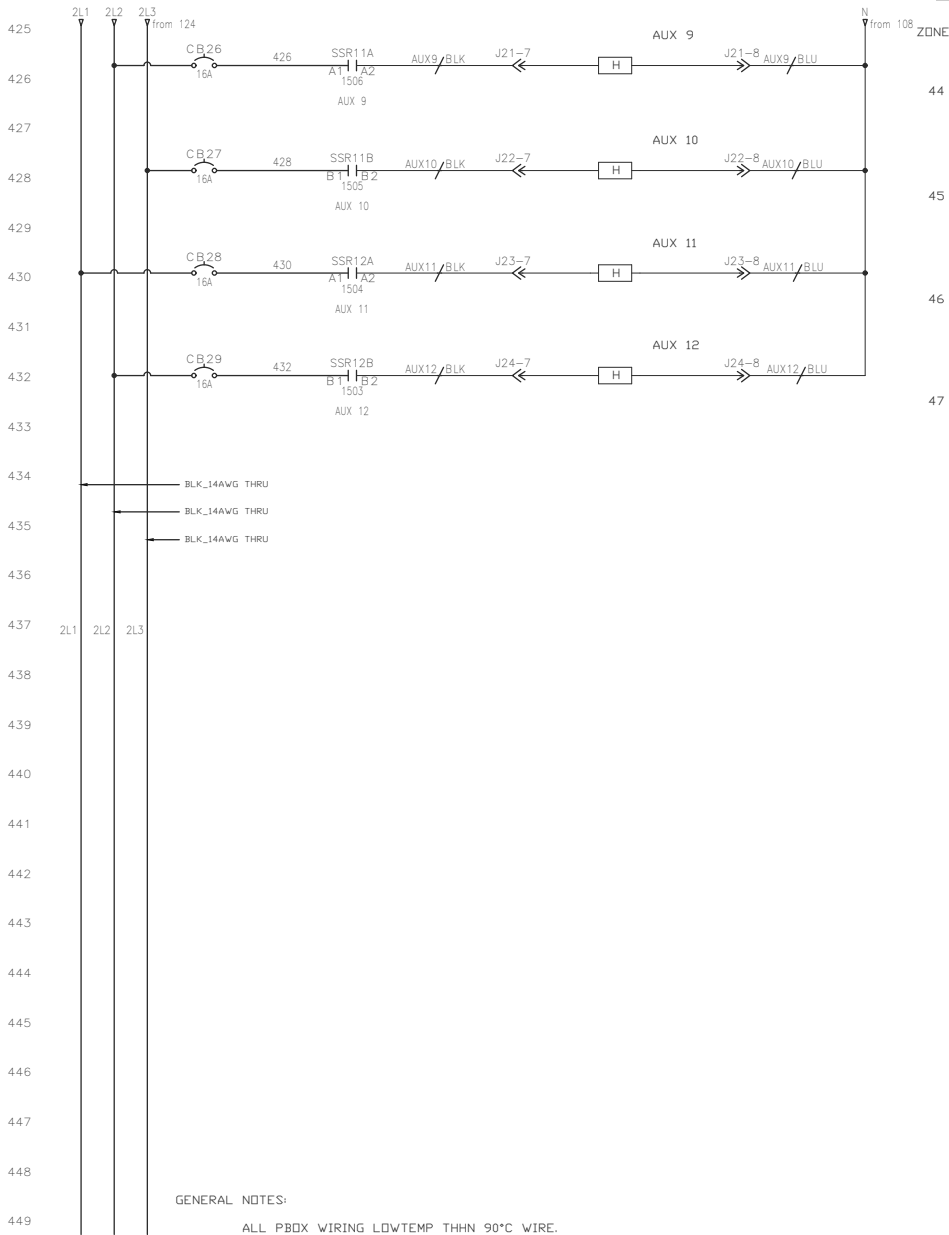 2L1 2L2 2L3 N
425 from 124 from 108 ZONE
AUX 9
CB26 426 SSR11A AUX9 BLK J21-7 H J21-8 AUX9 BLU
16A A1 A2
426 1506 44
AUX 9
427
AUX 10
CB27 428 SSR11B AUX10 BLK J22-7 H J22-8 AUX10 BLU
428 16A B1 B2
1505 45
AUX 10
429
AUX 11
CB28 430 SSR12A AUX11 BLK J23-7 H J23-8 AUX11 BLU
430 16A A1 A2
1504 46
AUX 11
431
AUX 12
CB29 432 SSR12B AUX12 BLK J24-7 H J24-8 AUX12 BLU
432 16A B1 B2
1503 47
AUX 12
433
434
BLK_14AWG THRU
BLK_14AWG THRU
435
BLK_14AWG THRU
436
437 2L1 2L2 2L3
438
439
440
441
442
443
444
445
446
447
448
GENERAL NOTES:
449 ALL PBOX WIRING LOWTEMP THHN 90°C WIRE.